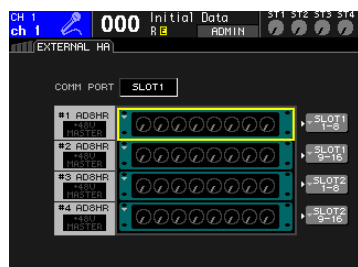 CH 1
ch 1
000
Initial Data
R E ADMIN
ST1 ST2 ST3 ST4
EXTERNAL HA
COMM PORT SLOT1
#1 AD8HR
+48V
MASTER
SLOT1
1-8
#2 AD8HR
+48V
MASTER
SLOT1
9-16
#3 AD8HR
+48V
MASTER
SLOT2
1-8
#4 AD8HR
+48V
MASTER
SLOT2
9-16